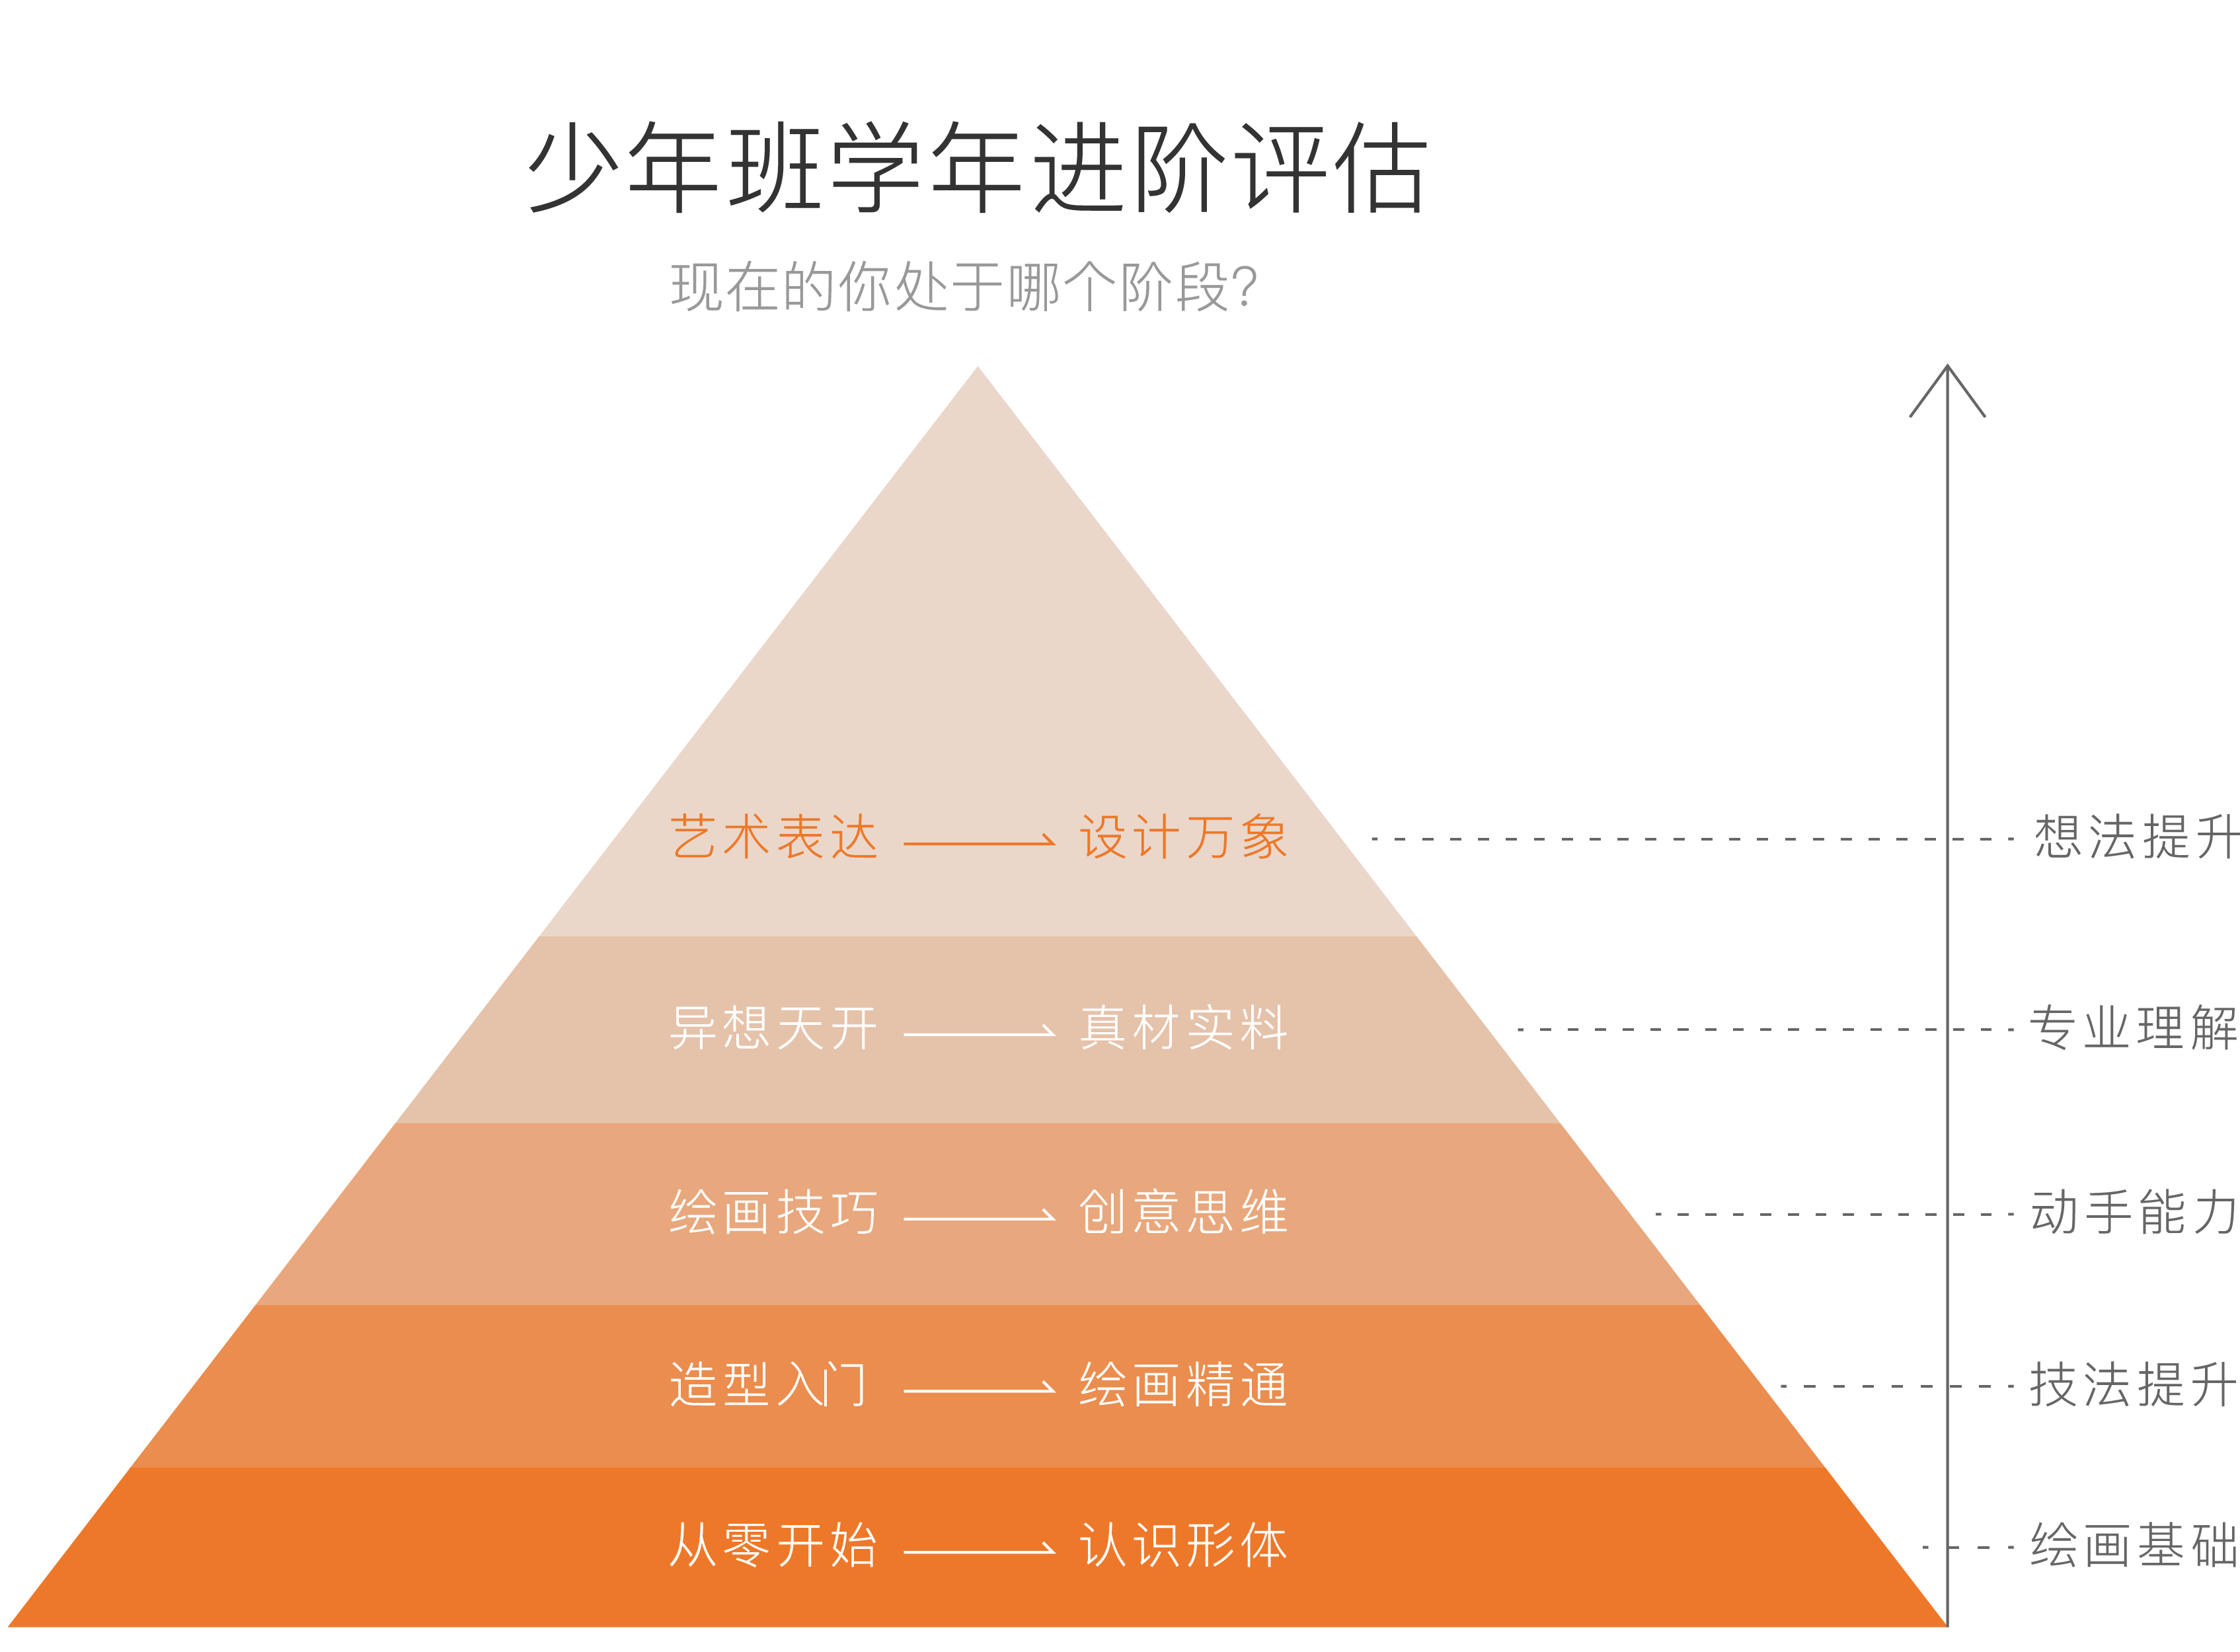 少年班学年进阶评估
现在的你处于哪个阶段?
艺术表达 设计万象 想法提升
异想天开 真材实料 专业理解
绘画技巧 创意思维 动手能力
造型入门 绘画精通 技法提升
从零开始 认识形体 绘画基础